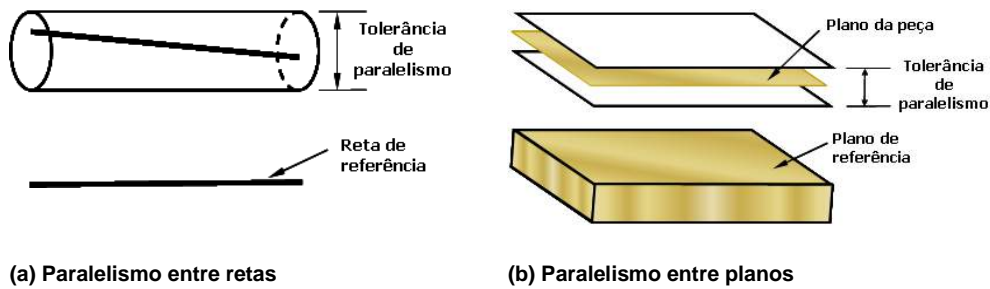 Tolerância
de
paralelismo
Reta de
referência
(a) Paralelismo entre retas
Plano da peça
Tolerância
de
paralelismo
Plano de
referência
(b) Paralelismo entre planos